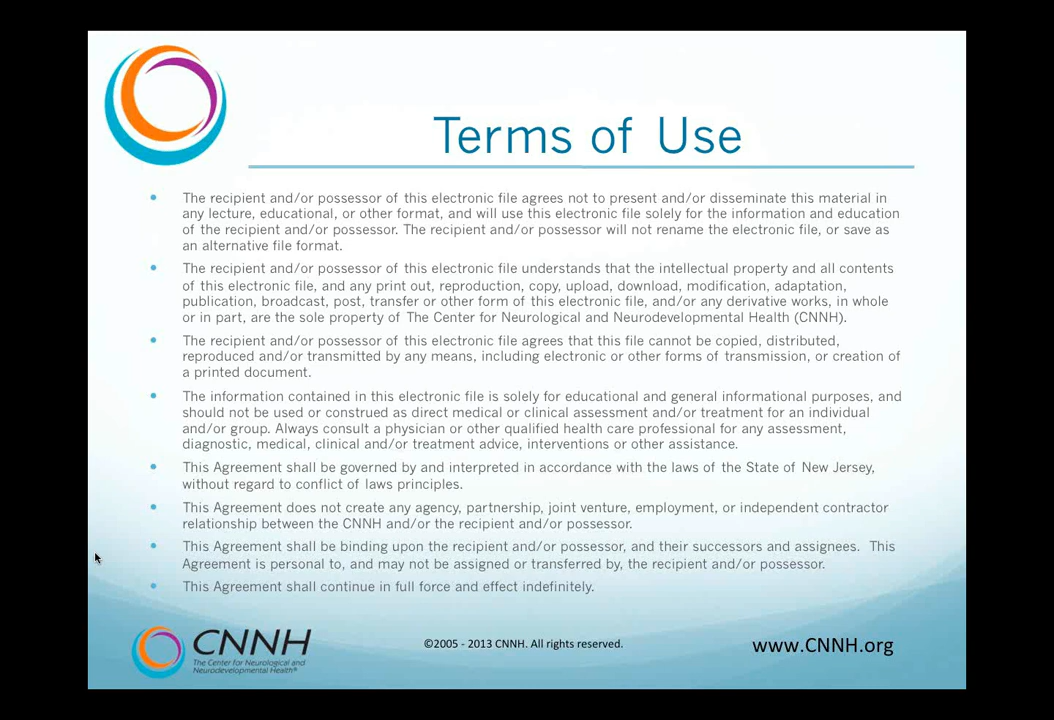 Terms of Use
• The recipient and/or possessor of this electronic file agrees not to present and/or disseminate this material in
any lecture, educational, or other format, and will use this electronic file solely for the information and education
of the recipient and/or possessor. The recipient and/or possessor will not rename the electronic file, or save as
an alternative file format.
• The recipient and/or possessor of this electronic file understands that the intellectual property and all contents
of this electronic file, and any print out, reproduction, copy, upload, download, modification, adaptation,
publication, broadcast, post, transfer or other form of this electronic file, and/or any derivative works, in whole
or in part, are the sole property of The Center for Neurological and Neurodevelopmental Health (CNNH).
• The recipient and/or possessor of this electronic file agrees that this file cannot be copied, distributed,
reproduced and/or transmitted by any means, including electronic or other forms of transmission, or creation of
a printed document.
• The information contained in this electronic file is solely for educational and general informational purposes, and
should not be used or construed as direct medical or clinical assessment and/or treatment for an individual
and/or group. Always consult a physician or other qualified health care professional for any assessment,
diagnostic, medical, clinical and/or treatment advice, interventions or other assistance.
• This Agreement shall be governed by and interpreted in accordance with the laws of the State of New Jersey,
without regard to conflict of laws principles.
• This Agreement does not create any agency, partnership, joint venture, employment, or independent contractor
relationship between the CNNH and/or the recipient and/or possessor.
• This Agreement shall be binding upon the recipient and/or possessor, and their successors and assignees. This
Agreement is personal to, and may not be assigned or transferred by, the recipient and/or possessor.
• This Agreement shall continue in full force and effect indefinitely.
CNNH
The Center for Neurological and
Neurodevelopmental Health®
©2005 - 2013 CNNH. All rights reserved.
www.CNNH.org